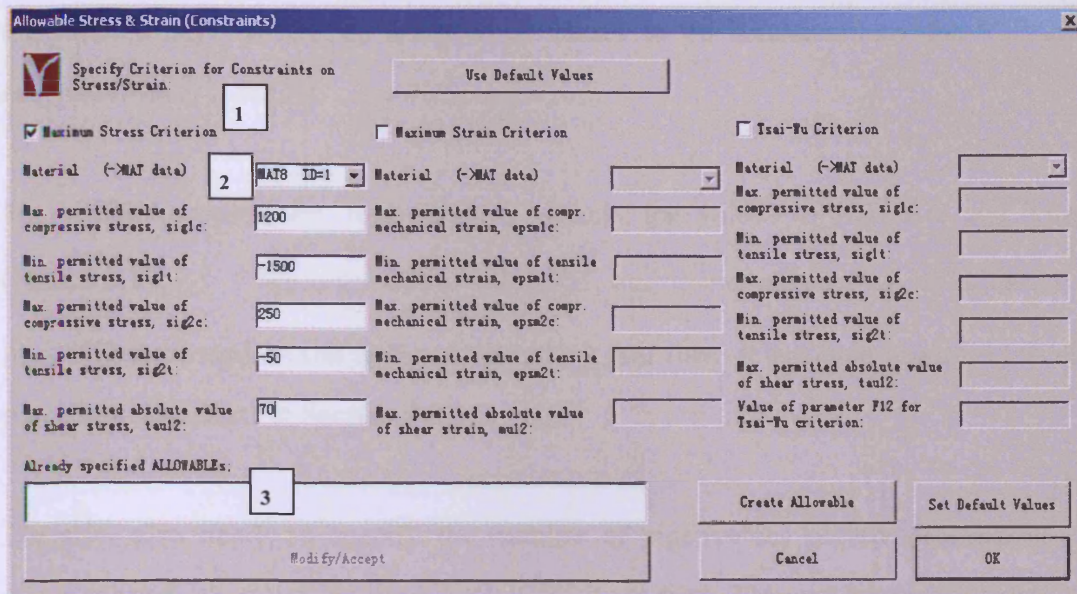 Allowable Stress & Strain (Constraints)
X
Specify Criterion for Constraints on
Stress/Strain:
Use Default Values
1
Maximum Stress Criterion
Maximum Strain Criterion
Tsai-Wu Criterion
Material (->MAT data)
2
MAT8 ID=1
Material (->MAT data)
Material (->MAT data)
Max. permitted value of
compressive stress, sig1c:
1200
Max. permitted value of compr.
mechanical strain, epsm1c:
Max. permitted value of
compressive stress, sig1c:
Min. permitted value of
tensile stress, sig1t:
-1500
Min. permitted value of tensile
mechanical strain, epsm1t:
Min. permitted value of
tensile stress, sig1t:
Max. permitted value of
compressive stress, sig2c:
250
Max. permitted value of compr.
mechanical strain, epsm2c:
Max. permitted value of
compressive stress, sig2c:
Min. permitted value of
tensile stress, sig2t:
-50
Min. permitted value of tensile
mechanical strain, epsm2t:
Min. permitted value of
tensile stress, sig2t:
Max. permitted absolute value
of shear stress, tau12:
70
Max. permitted absolute value
of shear strain, mu12:
Max. permitted absolute value
of shear stress, tau12:
Value of parameter F12 for
Tsai-Wu criterion:
Already specified ALLOWABLEs:
3
Create Allowable
Set Default Values
Modify/Accept
Cancel
OK